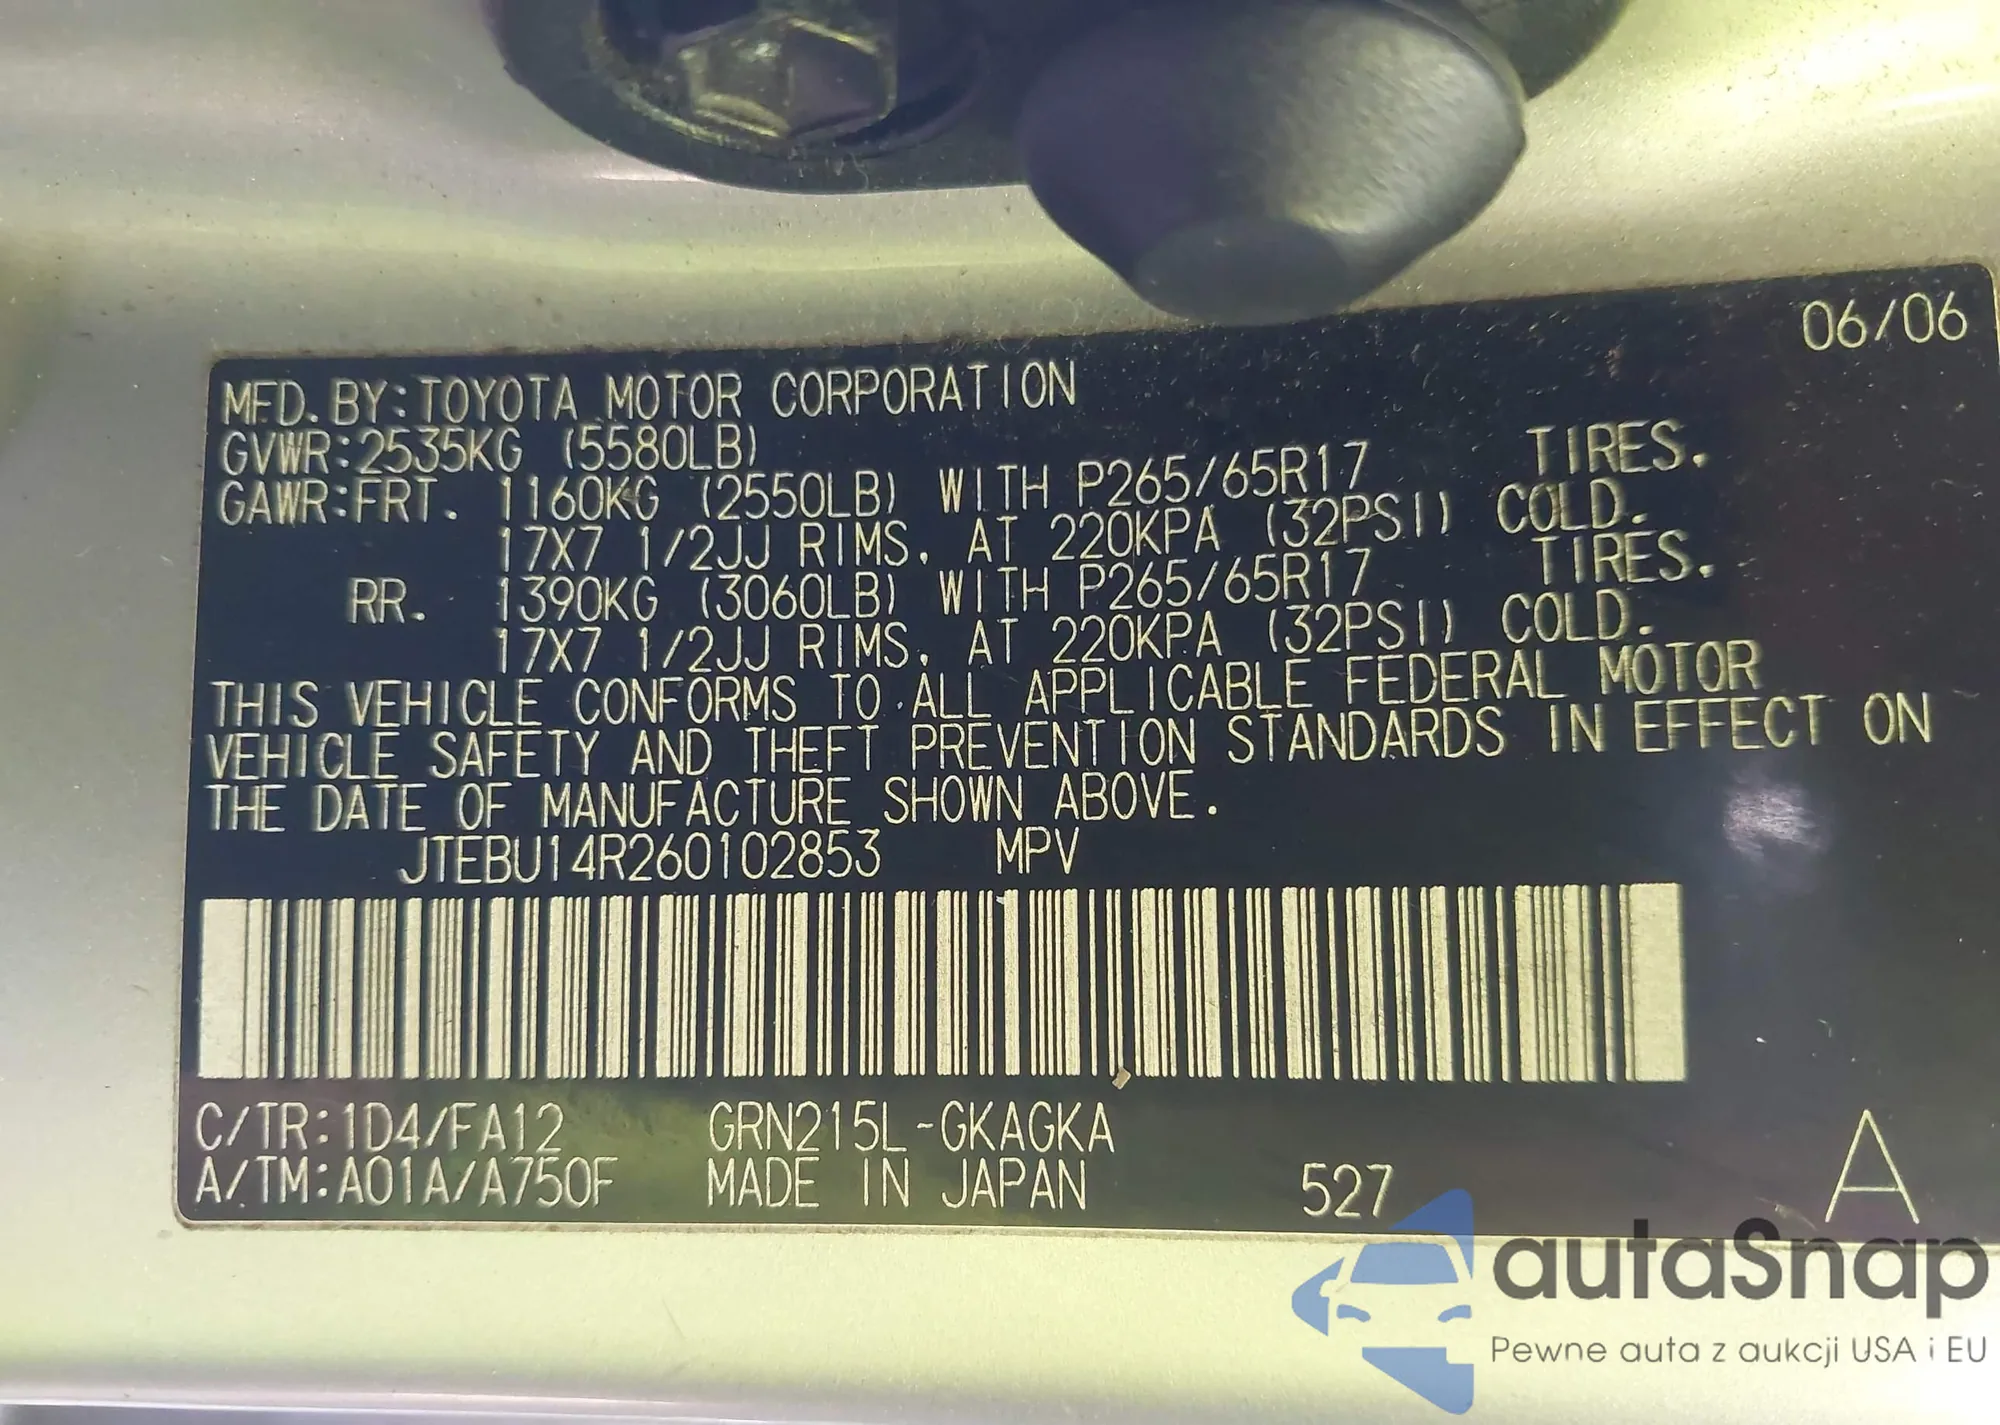 06/06
MFD. BY: TOYOTA MOTOR CORPORATION
GVWR: 2535KG (5580LB)
GAWR: FRT. 1160KG (2550LB) WITH P265/65R17 TIRES.
17X7 1/2JJ RIMS, AT 220KPA (32PSI) COLD.
RR. 1390KG (3060LB) WITH P265/65R17 TIRES.
17X7 1/2JJ RIMS, AT 220KPA (32PSI) COLD.
THIS VEHICLE CONFORMS TO ALL APPLICABLE FEDERAL MOTOR
VEHICLE SAFETY AND THEFT PREVENTION STANDARDS IN EFFECT ON
THE DATE OF MANUFACTURE SHOWN ABOVE.
JTEBU14R260102853 MPV
C/TR: 1D4/FA12 GRN215L-GKAGKA
A/TM: A01A/A750F MADE IN JAPAN 527 A
autaSnap
Pewne auta z aukcji USA i EU